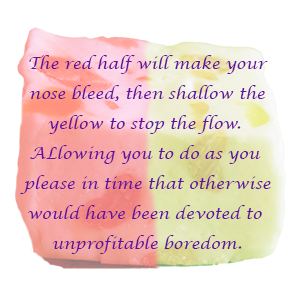 The red half will make your
nose bleed, then shallow the
yellow to stop the flow.
ALlowing you to do as you
please in time that otherwise
would have been devoted to
unprofitable boredom.